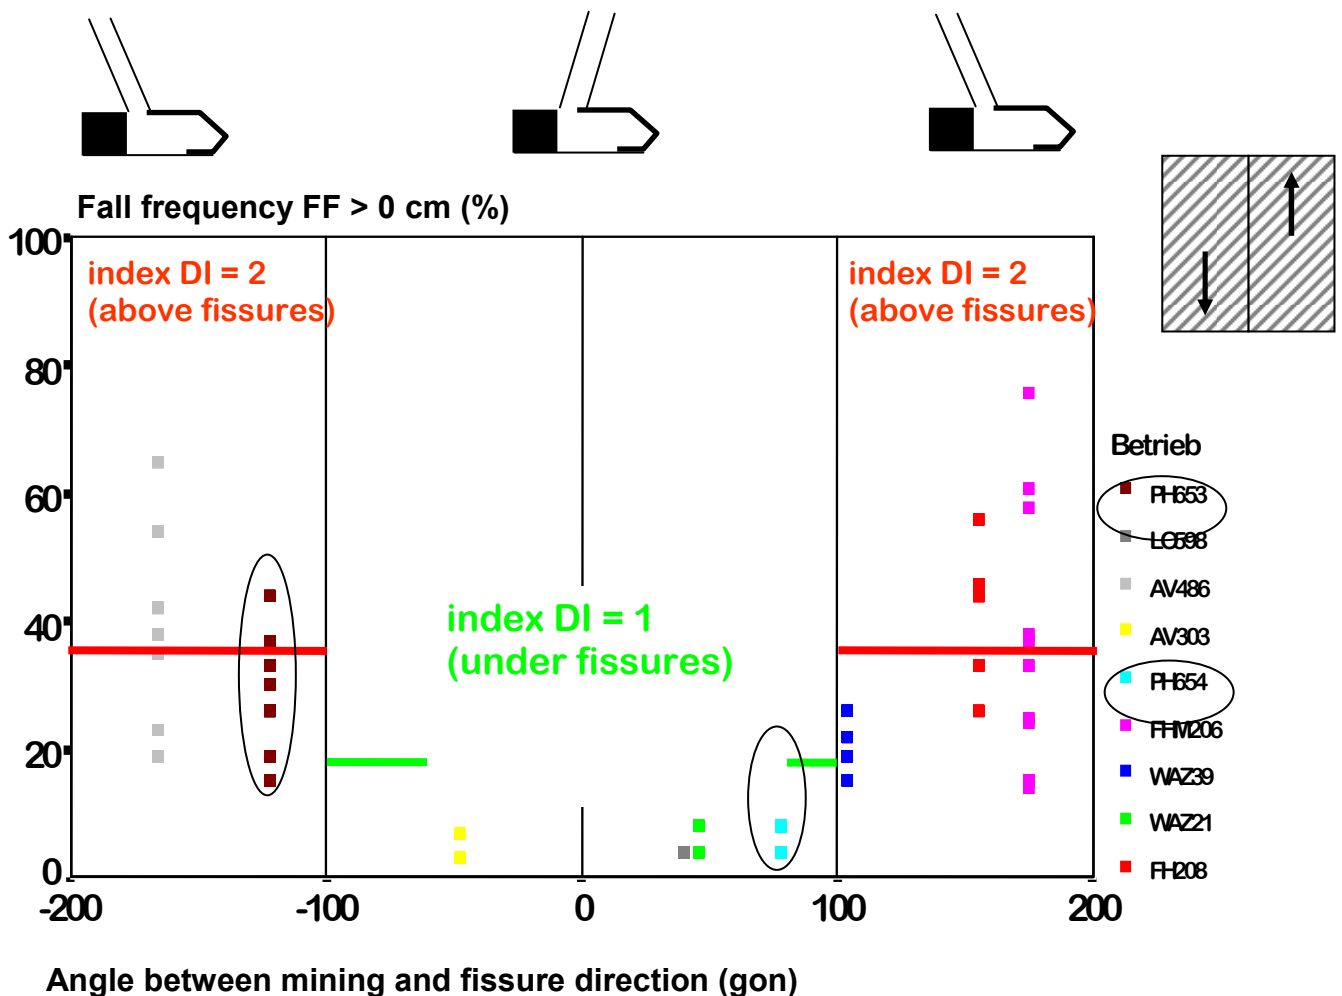 Fall frequency FF > 0 cm (%)
100
80
60
40
20
0
index DI = 2
(above fissures)
index DI = 1
(under fissures)
index DI = 2
(above fissures)
-200
-100
0
100
200
Angle between mining and fissure direction (gon)
Betrieb
PH653
LO598
AV486
AV303
PH654
FHM206
WAZ39
WAZ21
FH208